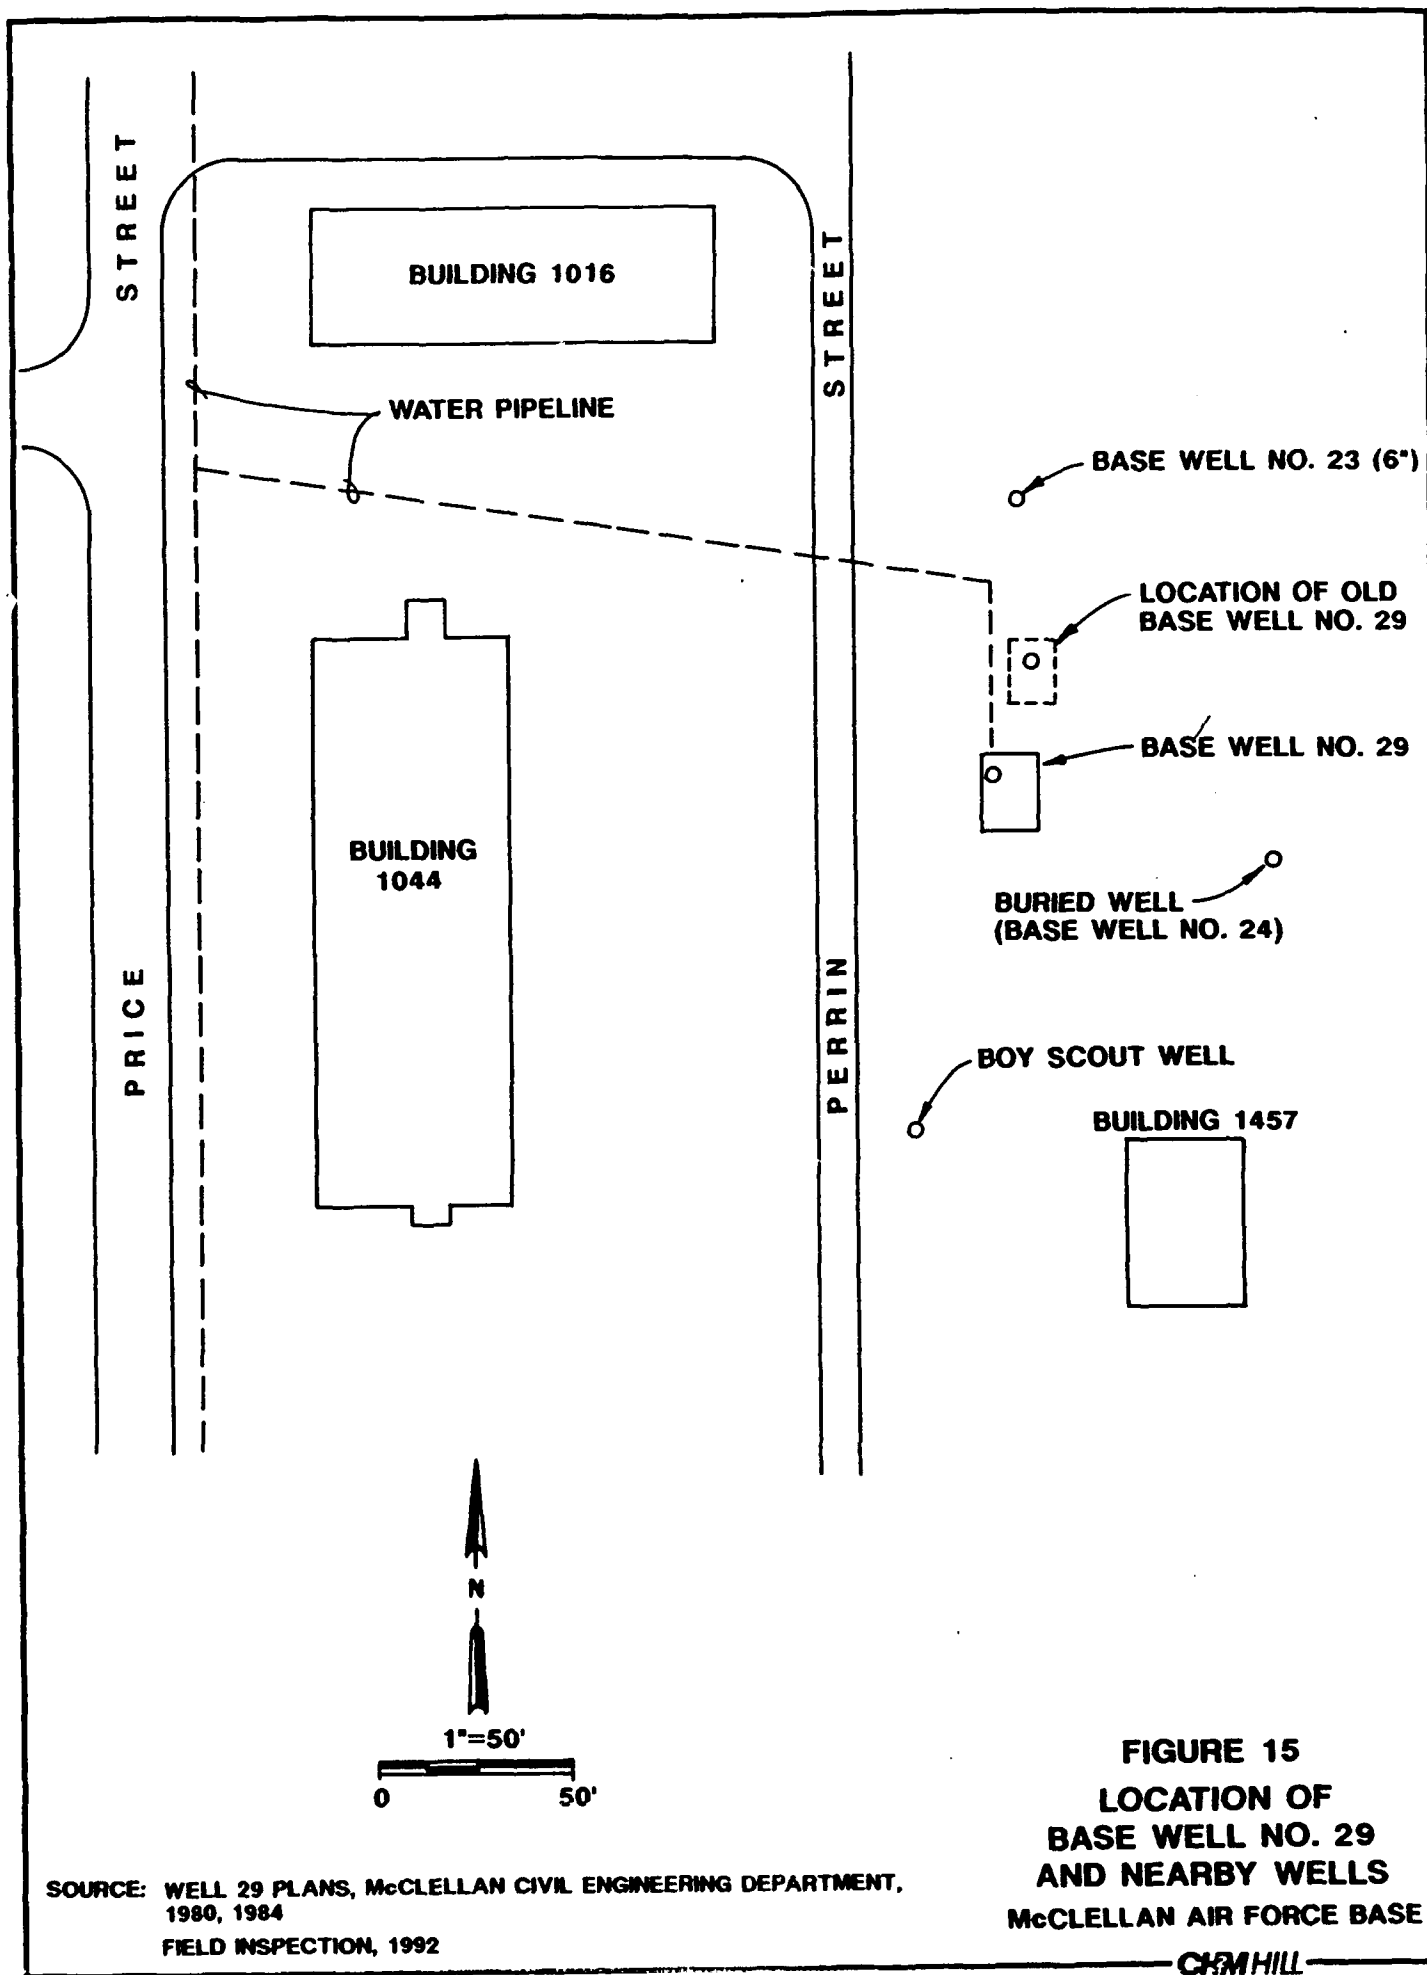 STREET
STREET
BUILDING 1016
WATER PIPELINE
BASE WELL NO. 23 (6")
LOCATION OF OLD
BASE WELL NO. 29
BASE WELL NO. 29
BUILDING
1044
BURIED WELL
(BASE WELL NO. 24)
PRICE
PERRIN
BOY SCOUT WELL
BUILDING 1457
N
1"=50'
0 50'
FIGURE 15
LOCATION OF
BASE WELL NO. 29
AND NEARBY WELLS
McCLELLAN AIR FORCE BASE
SOURCE: WELL 29 PLANS, McCLELLAN CIVIL ENGINEERING DEPARTMENT,
1980, 1984
FIELD INSPECTION, 1992
CH2M HILL